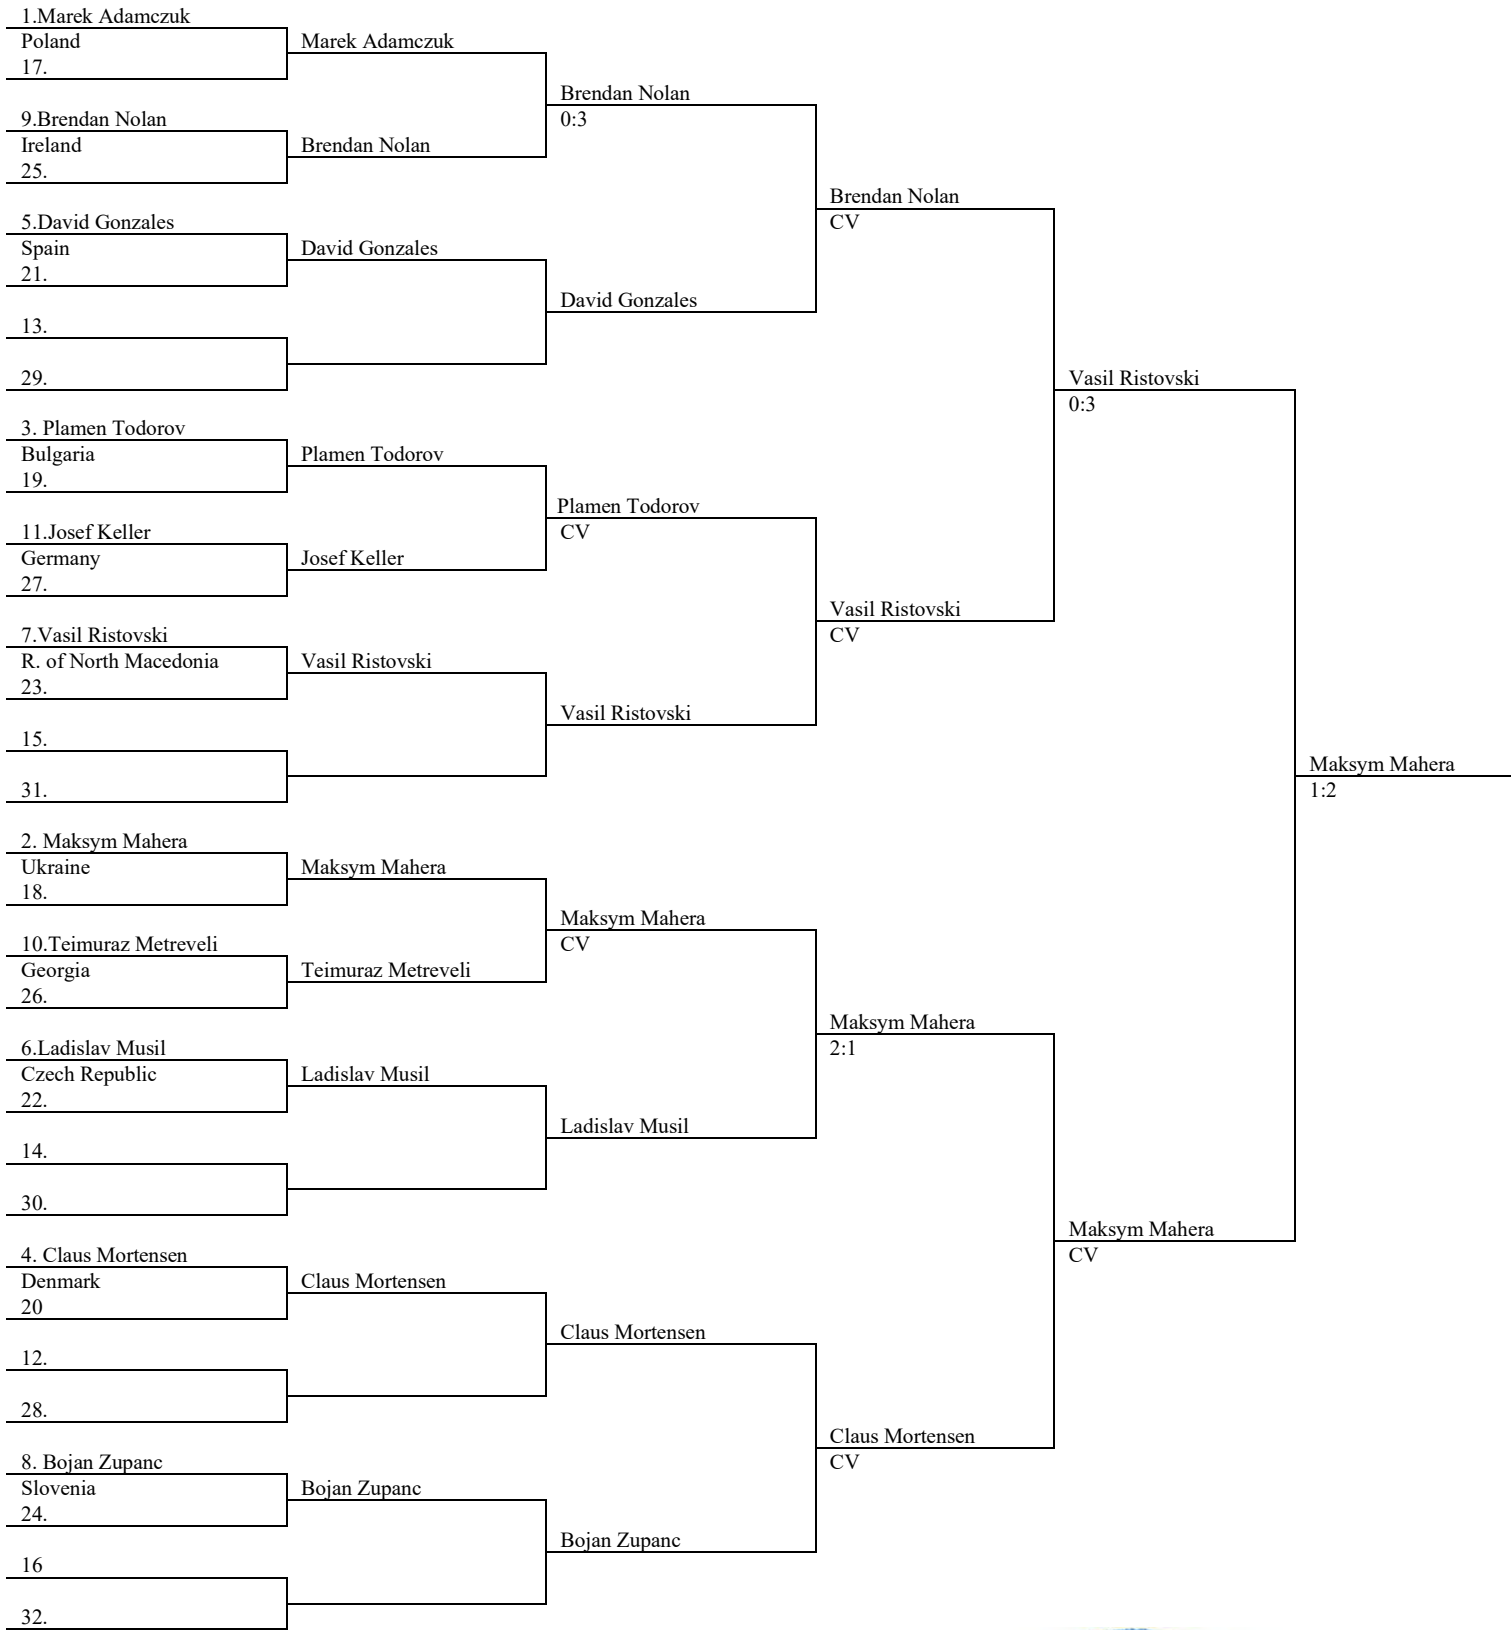 1.Marek Adamczuk
Poland
Marek Adamczuk
17.
Brendan Nolan
0:3
9.Brendan Nolan
Ireland
Brendan Nolan
25.
Brendan Nolan
CV
5.David Gonzales
Spain
David Gonzales
21.
David Gonzales
13.
29.
Vasil Ristovski
0:3
3. Plamen Todorov
Bulgaria
Plamen Todorov
19.
Plamen Todorov
CV
11.Josef Keller
Germany
Josef Keller
27.
Vasil Ristovski
CV
7.Vasil Ristovski
R. of North Macedonia
Vasil Ristovski
23.
Vasil Ristovski
15.
31.
Maksym Mahera
1:2
2. Maksym Mahera
Ukraine
Maksym Mahera
18.
Maksym Mahera
CV
10.Teimuraz Metreveli
Georgia
Teimuraz Metreveli
26.
Maksym Mahera
2:1
6.Ladislav Musil
Czech Republic
Ladislav Musil
22.
Ladislav Musil
14.
30.
Maksym Mahera
CV
4. Claus Mortensen
Denmark
Claus Mortensen
20
Claus Mortensen
12.
28.
Claus Mortensen
CV
8. Bojan Zupanc
Slovenia
Bojan Zupanc
24.
Bojan Zupanc
16
32.